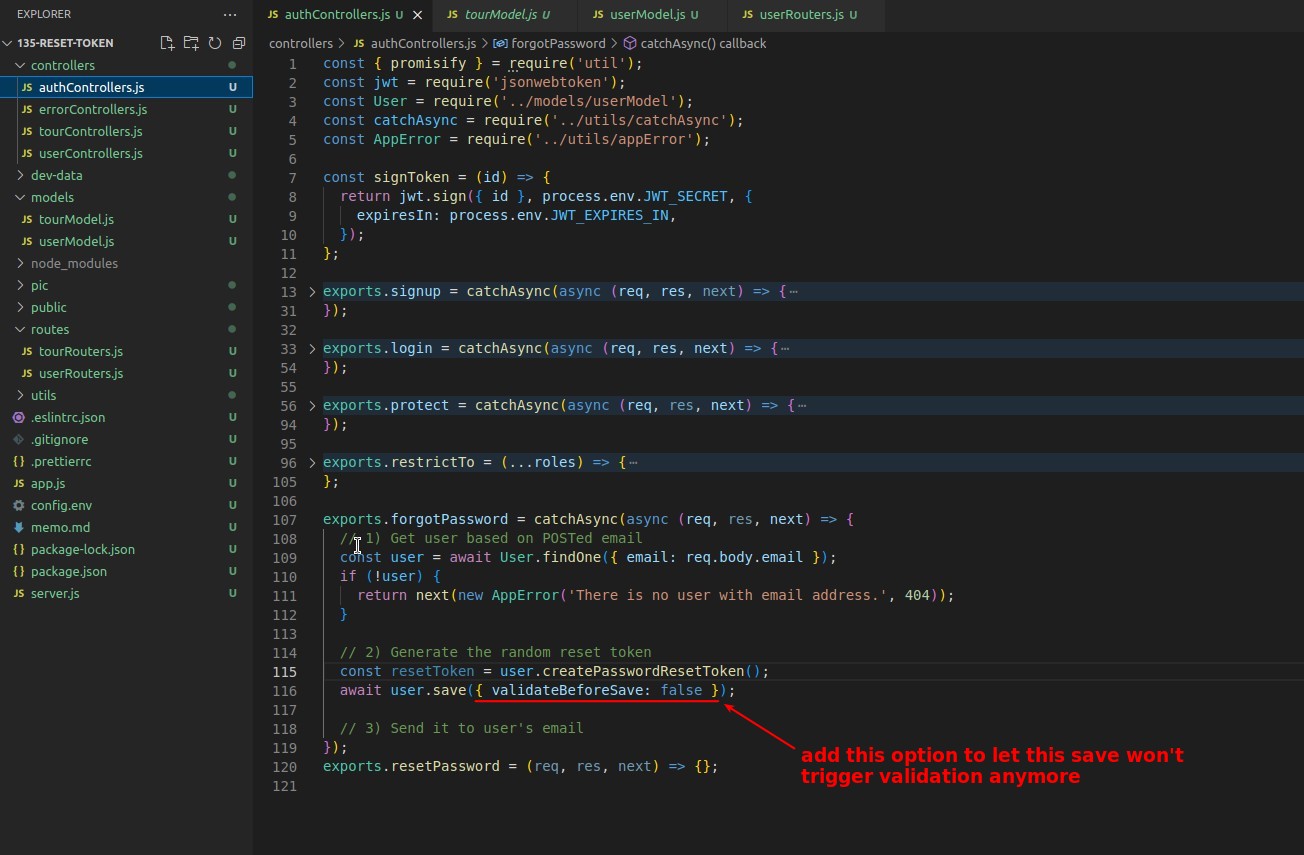 EXPLORER
135-RESET-TOKEN
controllers
JS authControllers.js U
JS errorControllers.js U
JS tourControllers.js U
JS userControllers.js U
dev-data
models
JS tourModel.js U
JS userModel.js U
node_modules
pic
public
routes
JS tourRouters.js U
JS userRouters.js U
utils
.eslintrc.json U
.gitignore U
{} .prettierrc U
JS app.js U
config.env U
memo.md U
{} package-lock.json U
{} package.json U
JS server.js U
JS authControllers.js U JS tourModel.js U JS userModel.js U JS userRouters.js U
controllers > JS authControllers.js > forgotPassword > catchAsync() callback
1 const { promisify } = require('util');
2 const jwt = require('jsonwebtoken');
3 const User = require('../models/userModel');
4 const catchAsync = require('../utils/catchAsync');
5 const AppError = require('../utils/appError');
6
7 const signToken = (id) => {
8 return jwt.sign({ id }, process.env.JWT_SECRET, {
9 expiresIn: process.env.JWT_EXPIRES_IN,
10 });
11 };
12
13 exports.signup = catchAsync(async (req, res, next) => {⋯
31 });
32
33 exports.login = catchAsync(async (req, res, next) => {⋯
54 });
55
56 exports.protect = catchAsync(async (req, res, next) => {⋯
94 });
95
96 exports.restrictTo = (...roles) => {⋯
105 };
106
107 exports.forgotPassword = catchAsync(async (req, res, next) => {
108 // 1) Get user based on POSTed email
109 const user = await User.findOne({ email: req.body.email });
110 if (!user) {
111 return next(new AppError('There is no user with email address.', 404));
112 }
113
114 // 2) Generate the random reset token
115 const resetToken = user.createPasswordResetToken();
116 await user.save({ validateBeforeSave: false });
117
118 // 3) Send it to user's email
119 });
120 exports.resetPassword = (req, res, next) => {};
121
add this option to let this save won't
trigger validation anymore